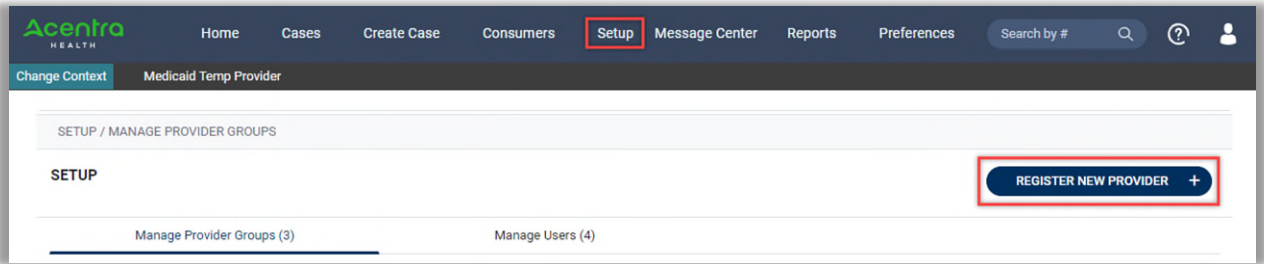 Acentra
HEALTH
Home Cases Create Case Consumers Setup Message Center Reports Preferences Search by #
Change Context Medicaid Temp Provider
SETUP / MANAGE PROVIDER GROUPS
SETUP
REGISTER NEW PROVIDER +
Manage Provider Groups (3) Manage Users (4)